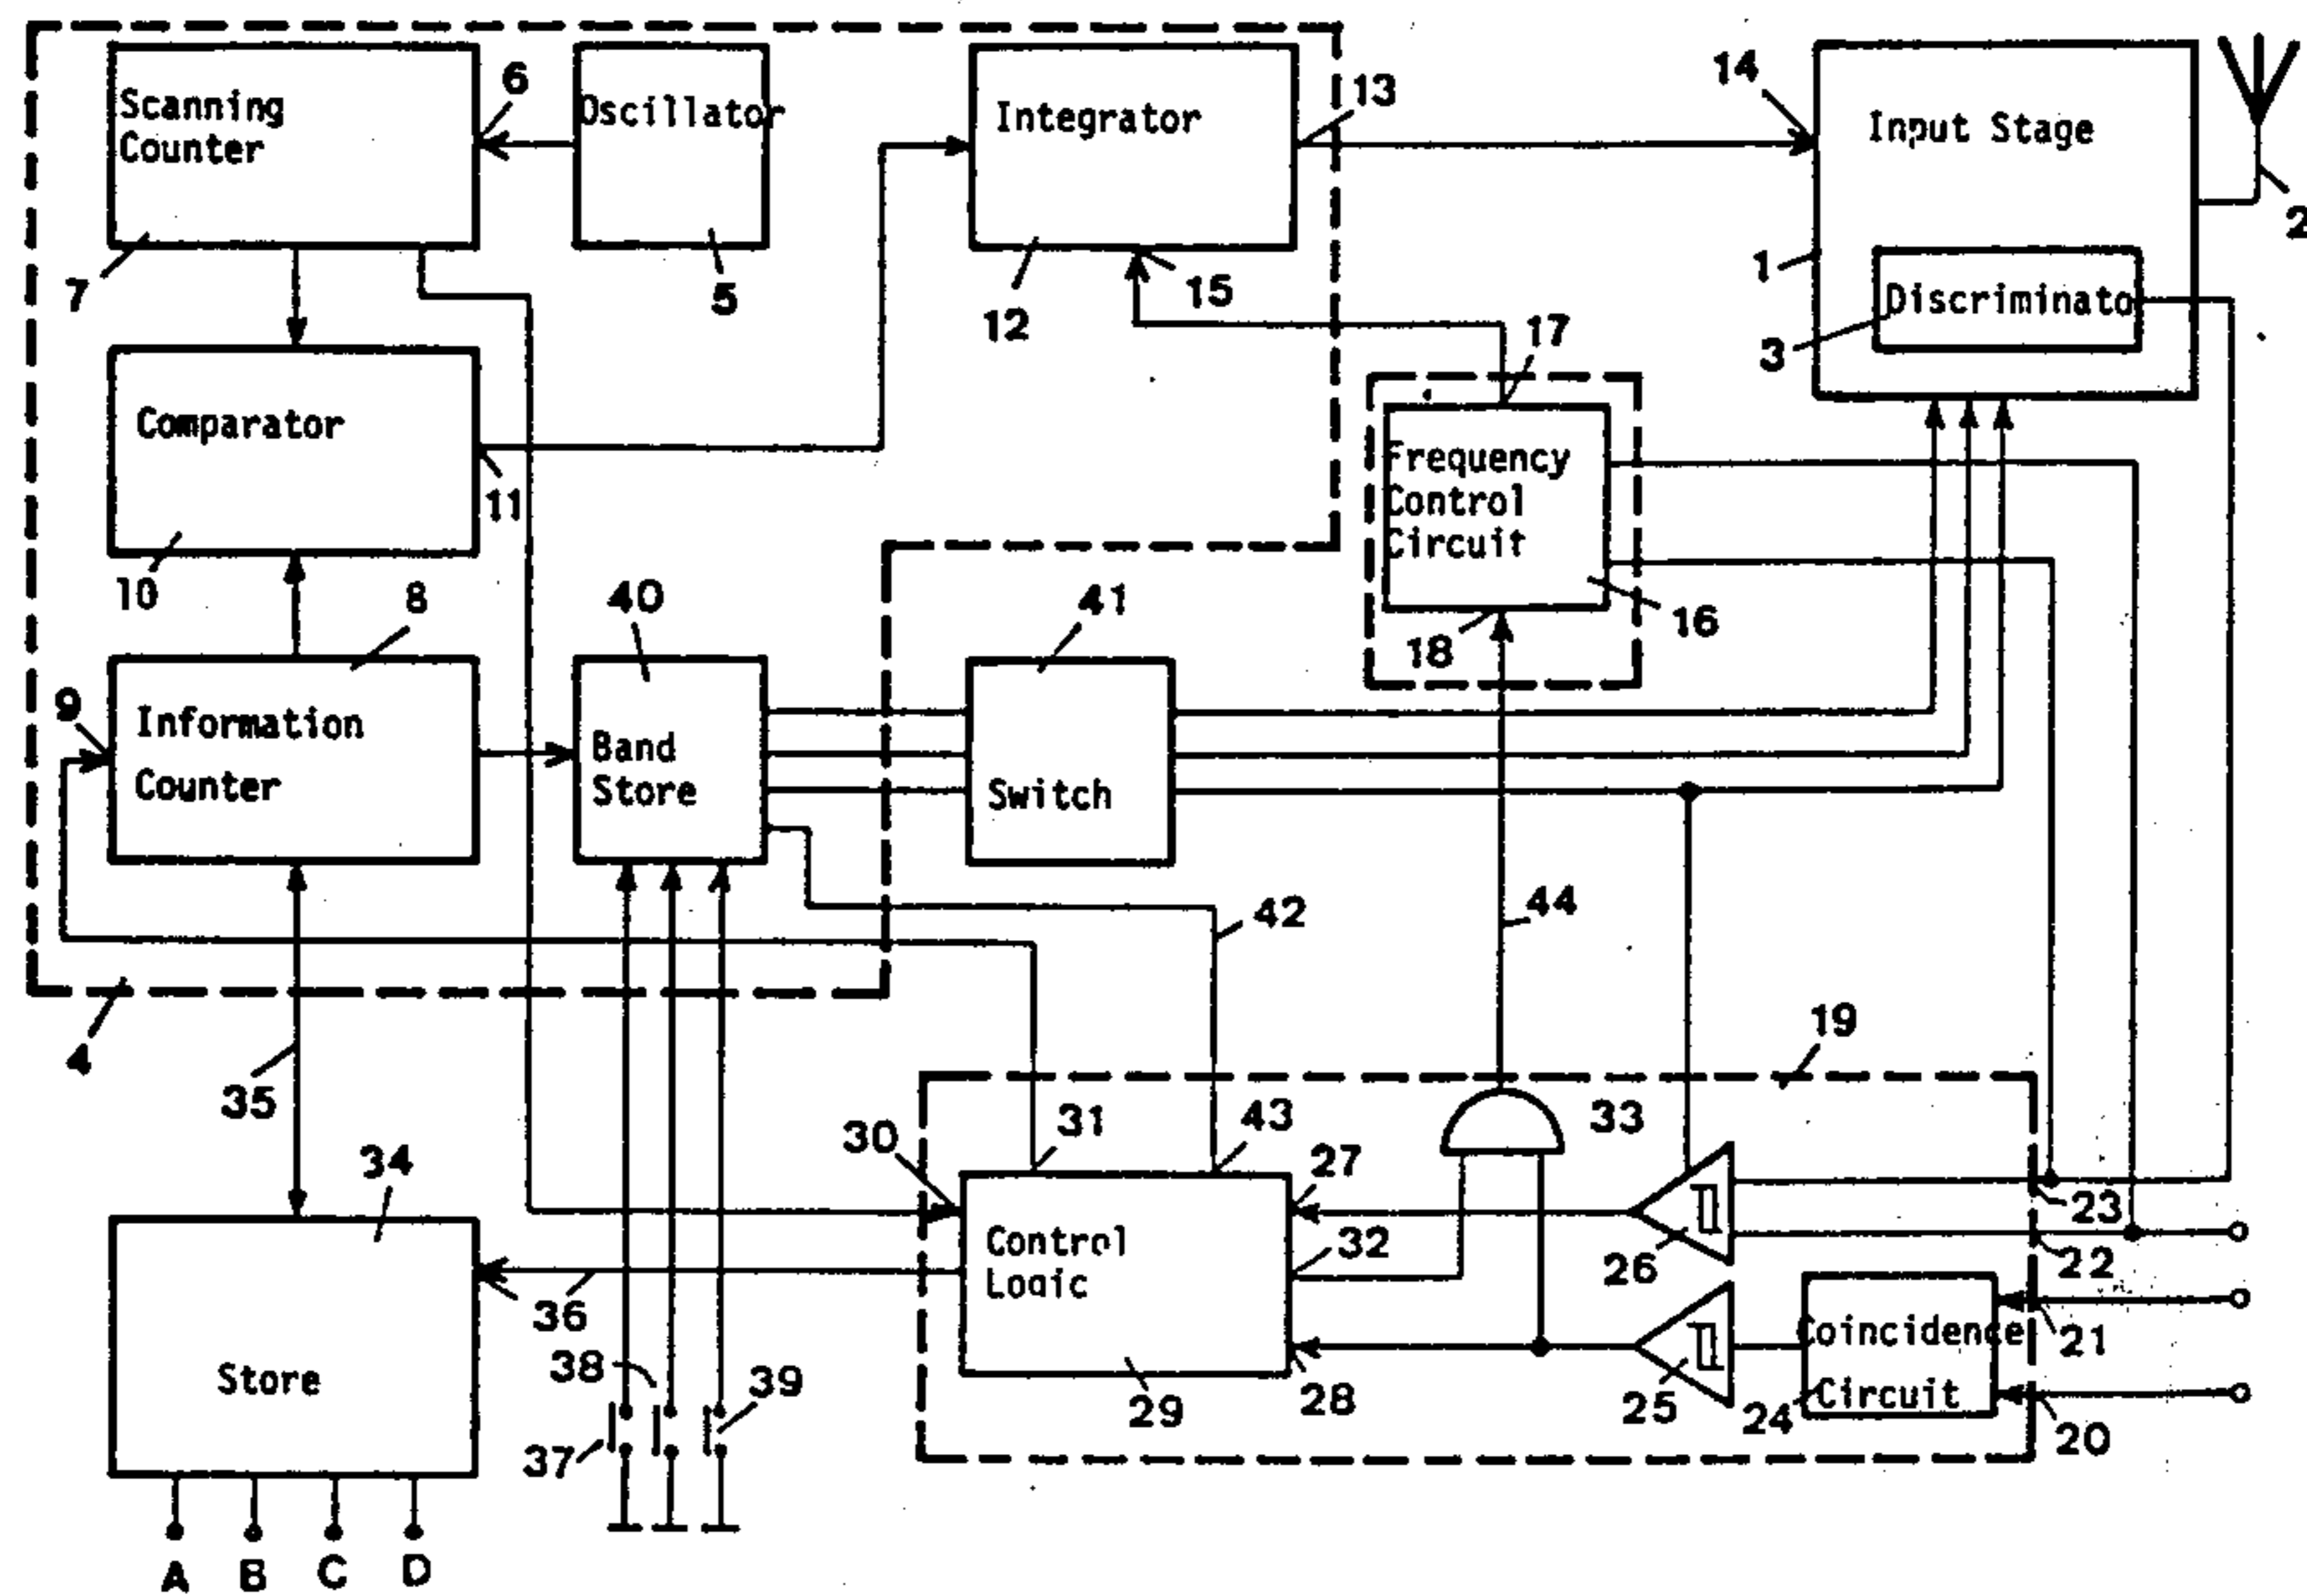 Scanning
Counter
7
6
Oscillator
5
Integrator
12
13
14
Input Stage
1
2
Discriminato
3
15
17
Comparator
10
11
Frequency
Control
Circuit
16
18
9
Information
Counter
8
40
Band
Store
41
Switch
42
44
4
35
19
34
Store
30
31
43
27
33
Control
Logic
32
36
29
28
26
25
23
22
Coincidence
Circuit
24
21
20
38
39
37
A
B
C
D